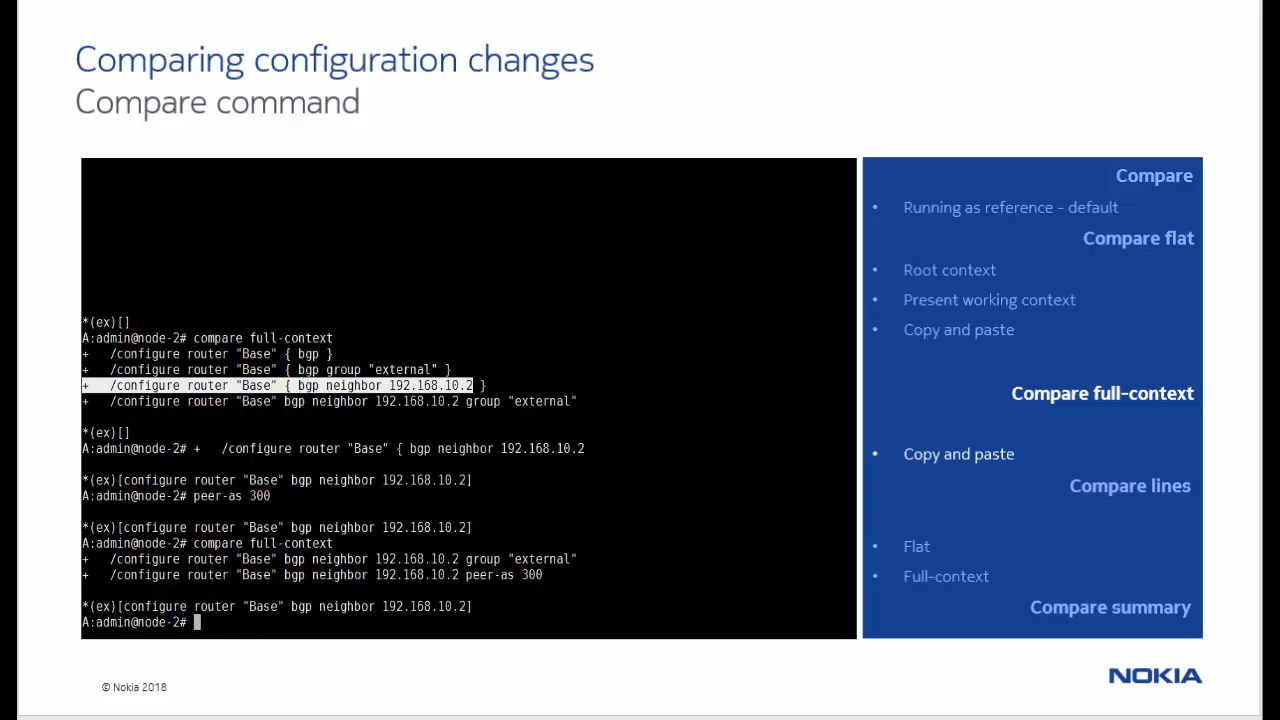 Comparing configuration changes
Compare command
*(ex)[]
A:admin@node-2# compare full-context
+   /configure router "Base" { bgp }
+   /configure router "Base" { bgp group "external" }
+   /configure router "Base" { bgp neighbor 192.168.10.2 }
+   /configure router "Base" bgp neighbor 192.168.10.2 group "external"
*(ex)[]
A:admin@node-2# +   /configure router "Base" { bgp neighbor 192.168.10.2
*(ex)[configure router "Base" bgp neighbor 192.168.10.2]
A:admin@node-2# peer-as 300
*(ex)[configure router "Base" bgp neighbor 192.168.10.2]
A:admin@node-2# compare full-context
+   /configure router "Base" bgp neighbor 192.168.10.2 group "external"
+   /configure router "Base" bgp neighbor 192.168.10.2 peer-as 300
*(ex)[configure router "Base" bgp neighbor 192.168.10.2]
A:admin@node-2#
Compare
• Running as reference - default
Compare flat
• Root context
• Present working context
• Copy and paste
Compare full-context
• Copy and paste
Compare lines
• Flat
• Full-context
Compare summary
© Nokia 2018
NOKIA